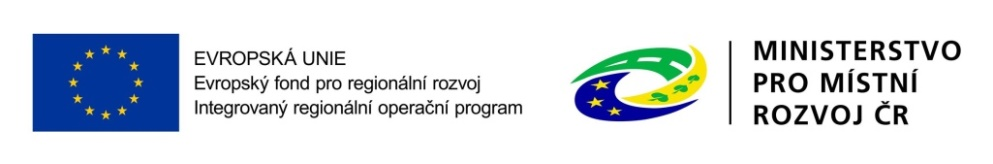 EVROPSKÁ UNIE
Evropský fond pro regionální rozvoj
Integrovaný regionální operační program
MINISTERSTVO
PRO MÍSTNÍ
ROZVOJ ČR